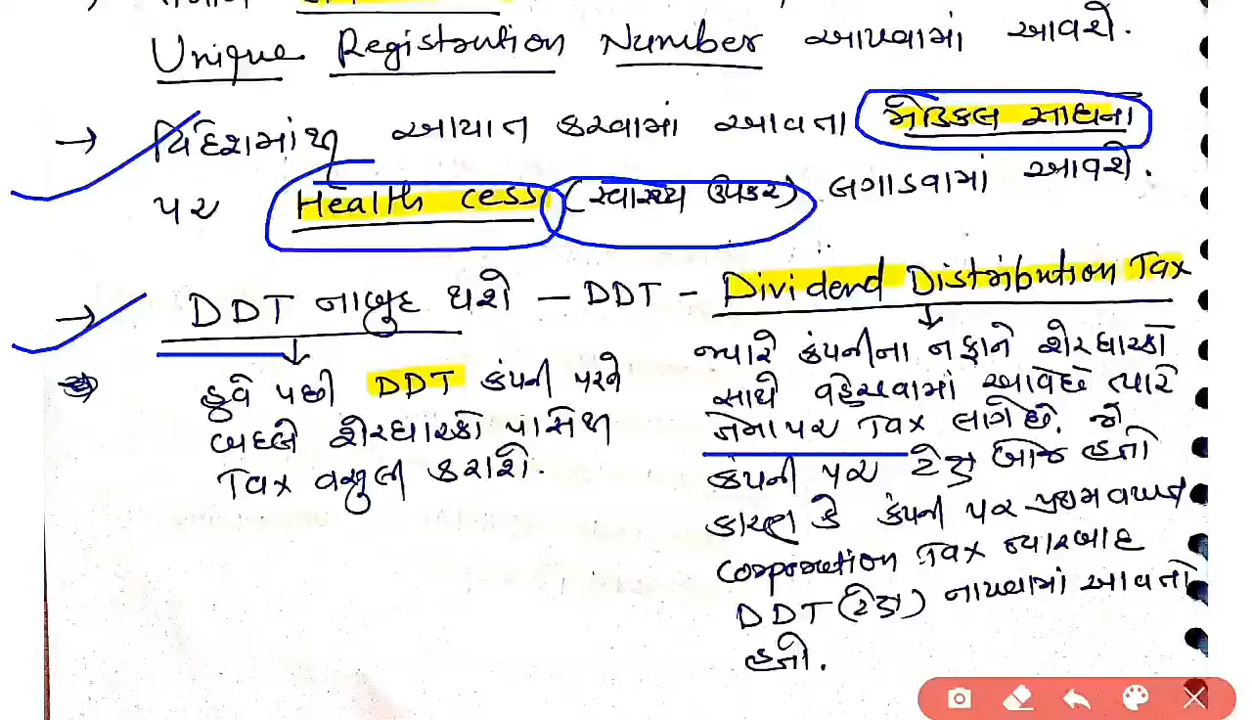 Unique Registration Number આપવામાં આવશે.
→ વિદેશમાંથી આયાત કરવામાં આવતા મેડિકલ સાધનો
પર Health cess (સ્વાસ્થ્ય ઉપકર) લગાડવામાં આવશે.
→ DDT નાબુદ થશે – DDT – Dividend Distribution Tax
હવે પછી DDT કંપની પરને
બદલે શેરધારકો પાસેથી
Tax વસુલી કરાશે.
જ્યારે કંપનીના નફાને શેરધારકો
સાથે વહેચવામાં આવેછે ત્યારે
તેમાપર Tax લાગે છે. જે
કંપની પર
હતો
કારણ કે કંપની પર પ્રથમ વખત
Corporation Tax ત્યારબાદ
DDT (ટેક્ષ) નાખવામાં આવતો
હતો.